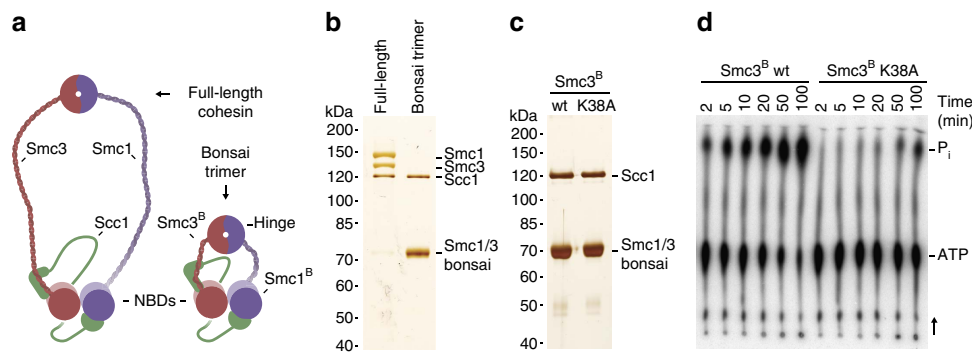 a
Full-length
cohesin
Smc3
Smc1
Bonsai
trimer
Scc1
Smc3ᴮ
Hinge
Smc1ᴮ
NBDs
b
Full-length
Bonsai trimer
kDa
200
150
120
100
85
70
60
50
40
Smc1
Smc3
Scc1
Smc1/3
bonsai
c
Smc3ᴮ
wt K38A
kDa
200
150
120
100
85
70
60
50
40
Scc1
Smc1/3
bonsai
d
Smc3ᴮ wt Smc3ᴮ K38A
2 5 10 20 50 100 2 5 10 20 50 100 Time
(min)
Pᵢ
ATP